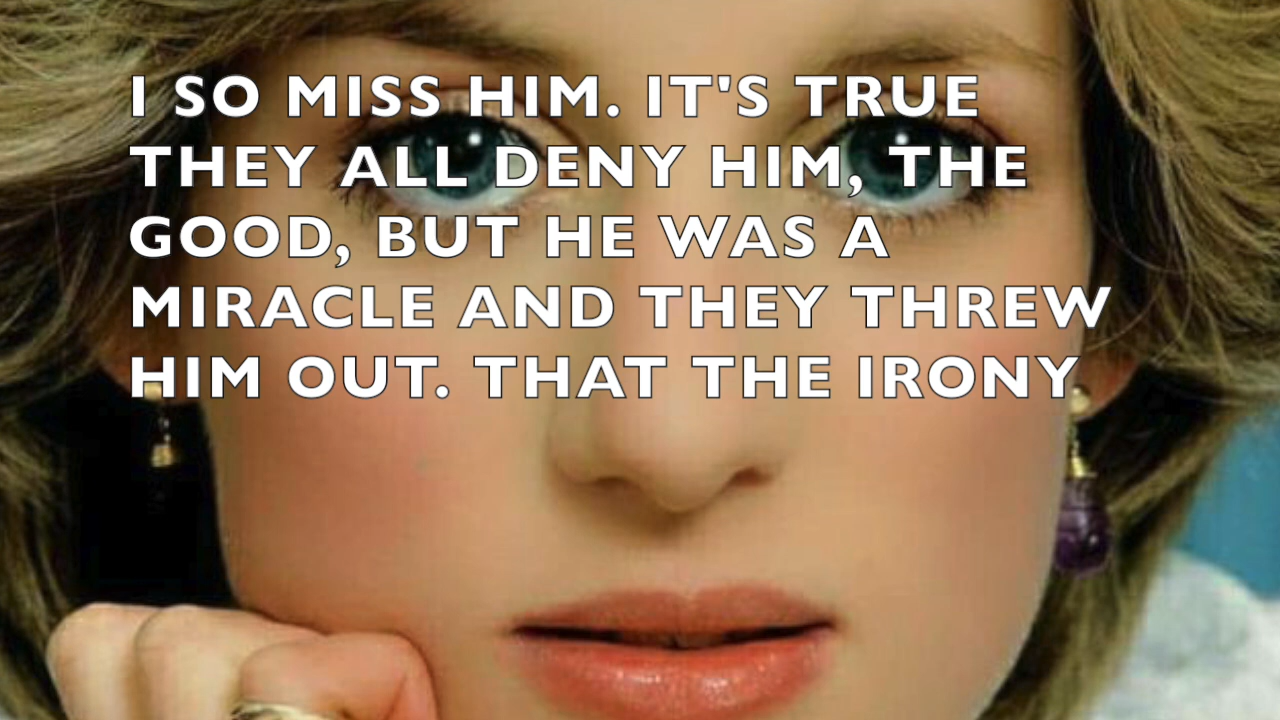 I SO MISS HIM. IT'S TRUE
THEY ALL DENY HIM, THE
GOOD, BUT HE WAS A
MIRACLE AND THEY THREW
HIM OUT. THAT THE IRONY